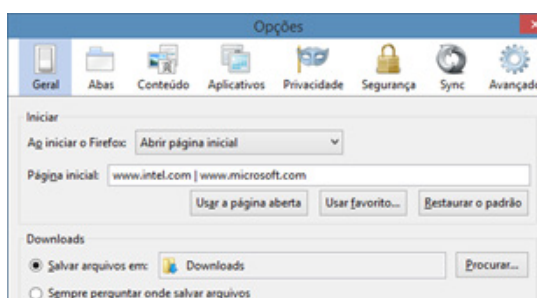 Opções
Geral Abas Conteúdo Aplicativos Privacidade Segurança Sync Avançado
Iniciar
Ao iniciar o Firefox: Abrir página inicial
Página inicial: www.intel.com | www.microsoft.com
Usar a página aberta Usar favorito... Restaurar o padrão
Downloads
Salvar arquivos em: Downloads Procurar...
Sempre perguntar onde salvar arquivos